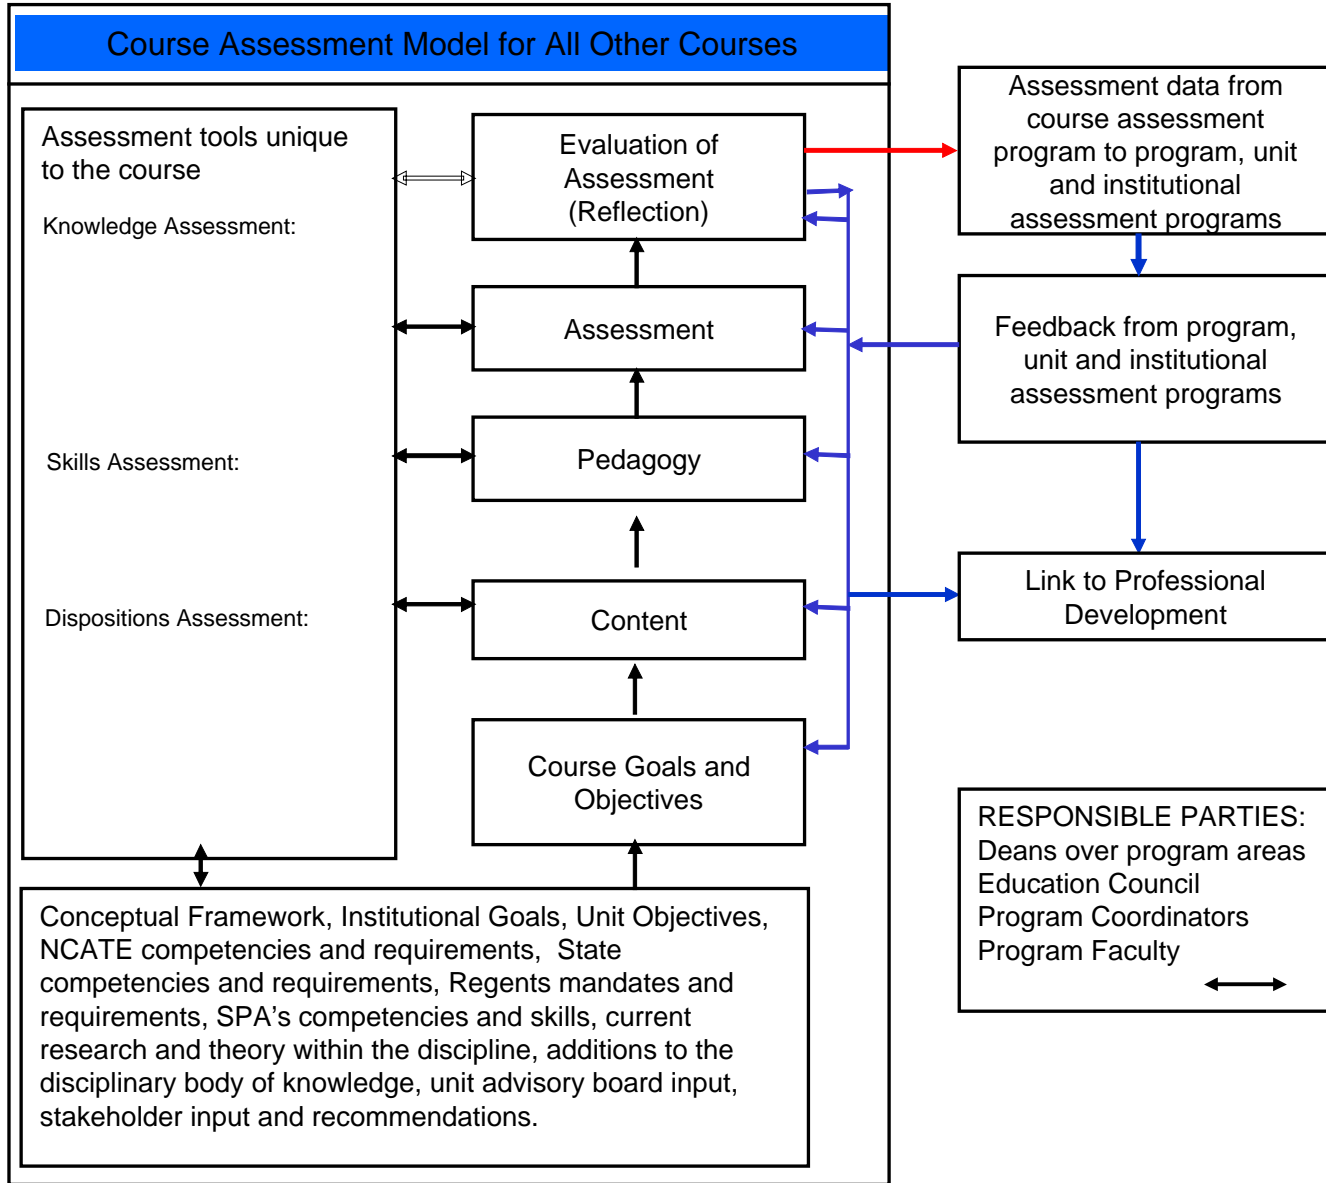 Course Assessment Model for All Other Courses
Assessment tools unique
to the course
Knowledge Assessment:
Skills Assessment:
Dispositions Assessment:
Evaluation of
Assessment
(Reflection)
Assessment
Pedagogy
Content
Course Goals and
Objectives
Conceptual Framework, Institutional Goals, Unit Objectives,
NCATE competencies and requirements,  State
competencies and requirements, Regents mandates and
requirements, SPA’s competencies and skills, current
research and theory within the discipline, additions to the
disciplinary body of knowledge, unit advisory board input,
stakeholder input and recommendations.
Assessment data from
course assessment
program to program, unit
and institutional
assessment programs
Feedback from program,
unit and institutional
assessment programs
Link to Professional
Development
RESPONSIBLE PARTIES:
Deans over program areas
Education Council
Program Coordinators
Program Faculty